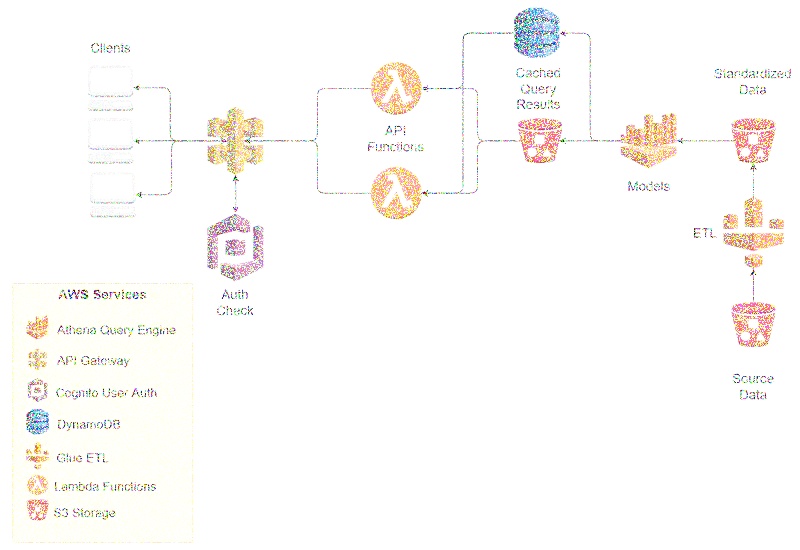 Clients
Cached
Query
Results
Standardized
Data
API
Functions
Models
ETL
Auth
Check
Source
Data
AWS Services
Athena Query Engine
API Gateway
Cognito User Auth
DynamoDB
Glue ETL
Lambda Functions
S3 Storage